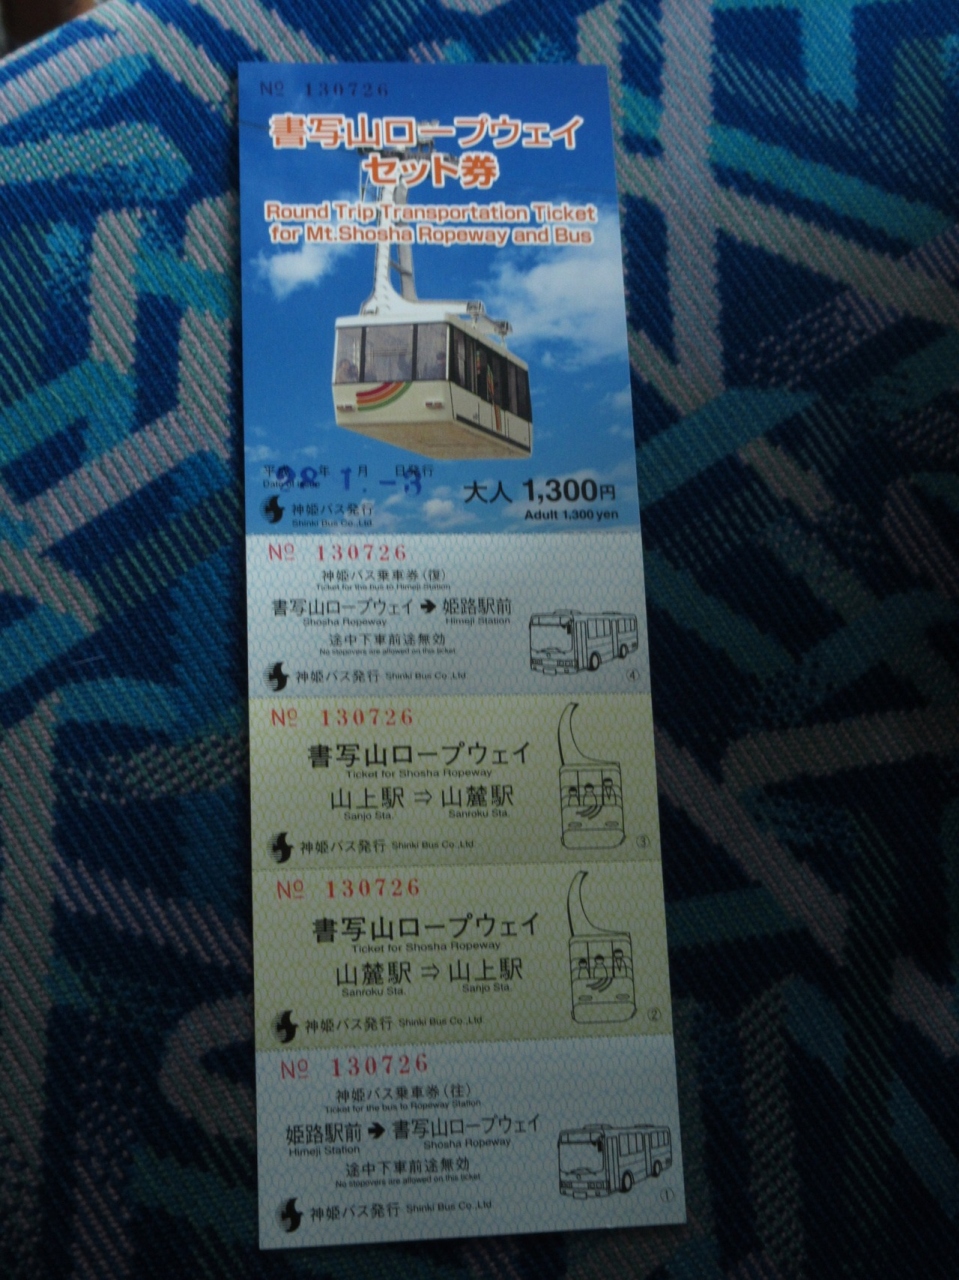 No 130726
書写山ロープウェイ
セット券
Round Trip Transportation Ticket
for Mt.Shosha Ropeway and Bus
平成28年1.月-3日発行
Date of issue
大人 1,300円
Adult 1,300 yen
神姫バス発行
Shinki Bus Co.,Ltd.
No 130726
神姫バス乗車券(復)
Ticket for the bus to Himeji Station
書写山ロープウェイ➔姫路駅前
Shosha Ropeway Himeji Station
途中下車前途無効
No stopovers are allowed on this ticket.
神姫バス発行 Shinki Bus Co.,Ltd. ④
No 130726
書写山ロープウェイ
Ticket for Shosha Ropeway
山上駅⇨山麓駅
Sanjo Sta. Sanroku Sta.
神姫バス発行 Shinki Bus Co.,Ltd. ③
No 130726
書写山ロープウェイ
Ticket for Shosha Ropeway
山麓駅⇨山上駅
Sanroku Sta. Sanjo Sta.
神姫バス発行 Shinki Bus Co.,Ltd. ②
No 130726
神姫バス乗車券(往)
Ticket for the bus to Ropeway Station
姫路駅前➔書写山ロープウェイ
Himeji Station Shosha Ropeway
途中下車前途無効
No stopovers are allowed on this ticket.
神姫バス発行 Shinki Bus Co.,Ltd. ①